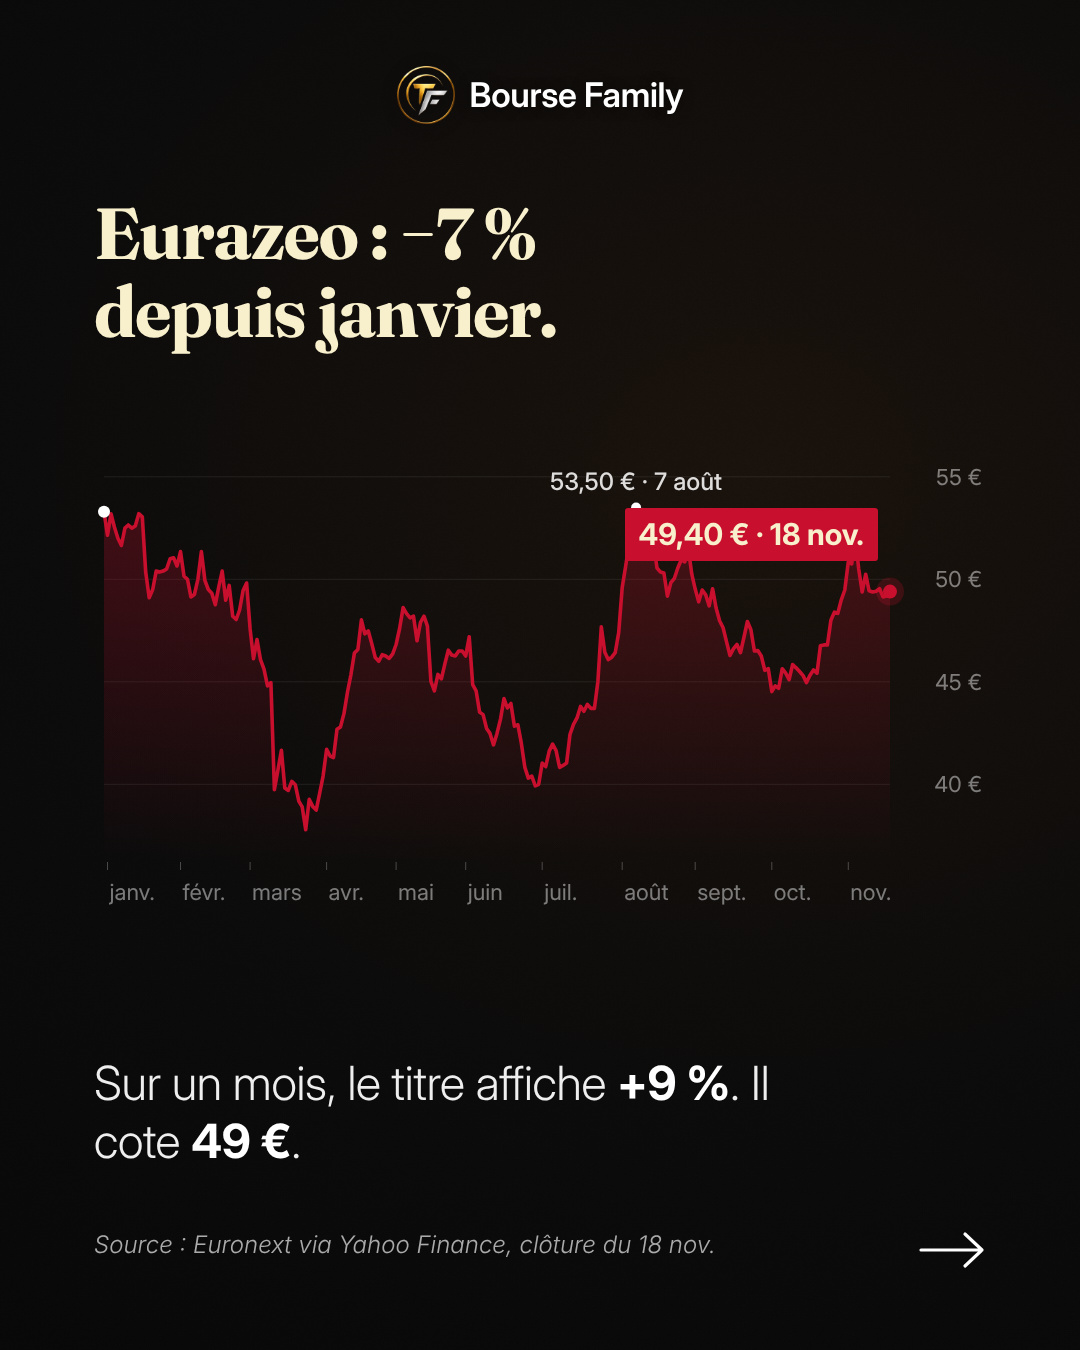 Bourse Family
Eurazeo : −7 %
depuis janvier.
53,50 € · 7 août
49,40 € · 18 nov.
55 €
50 €
45 €
40 €
janv. févr. mars avr. mai juin juil. août sept. oct. nov.
Sur un mois, le titre affiche +9 %. Il
cote 49 €.
Source : Euronext via Yahoo Finance, clôture du 18 nov.